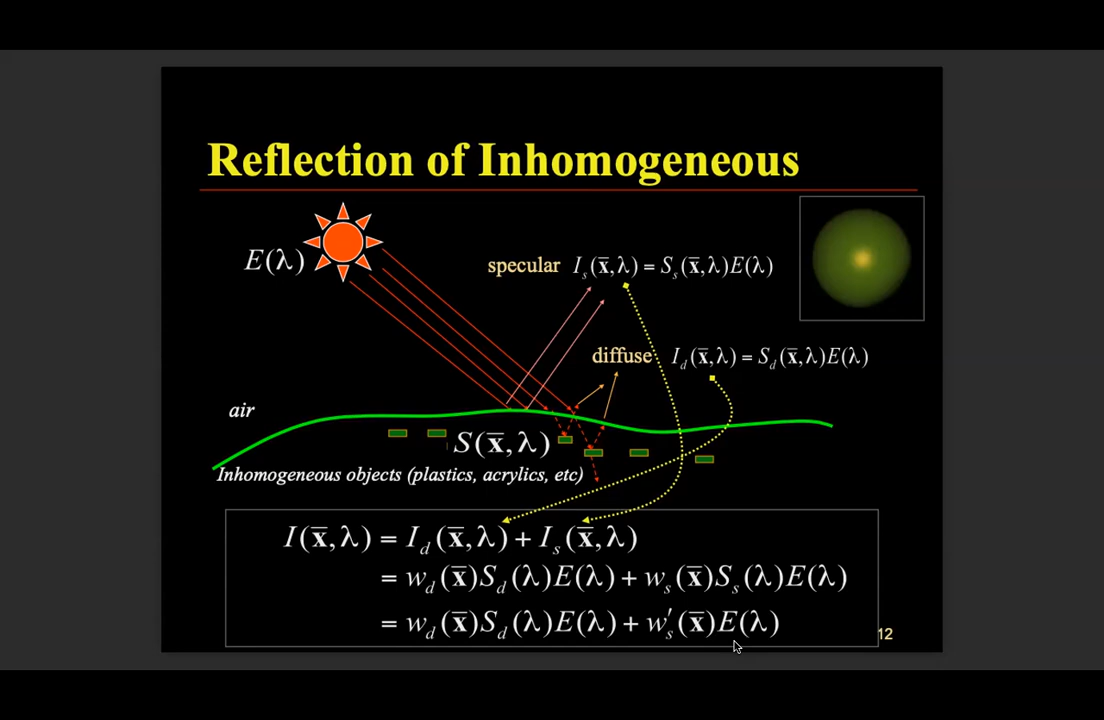 Reflection of Inhomogeneous
E(λ)
specular I_s(x̄,λ) = S_s(x̄,λ)E(λ)
diffuse I_d(x̄,λ) = S_d(x̄,λ)E(λ)
air
S(x̄,λ)
Inhomogeneous objects (plastics, acrylics, etc)
I(x̄,λ) = I_d(x̄,λ) + I_s(x̄,λ)
= w_d(x̄)S_d(λ)E(λ) + w_s(x̄)S_s(λ)E(λ)
= w_d(x̄)S_d(λ)E(λ) + w'_s(x̄)E(λ)
12